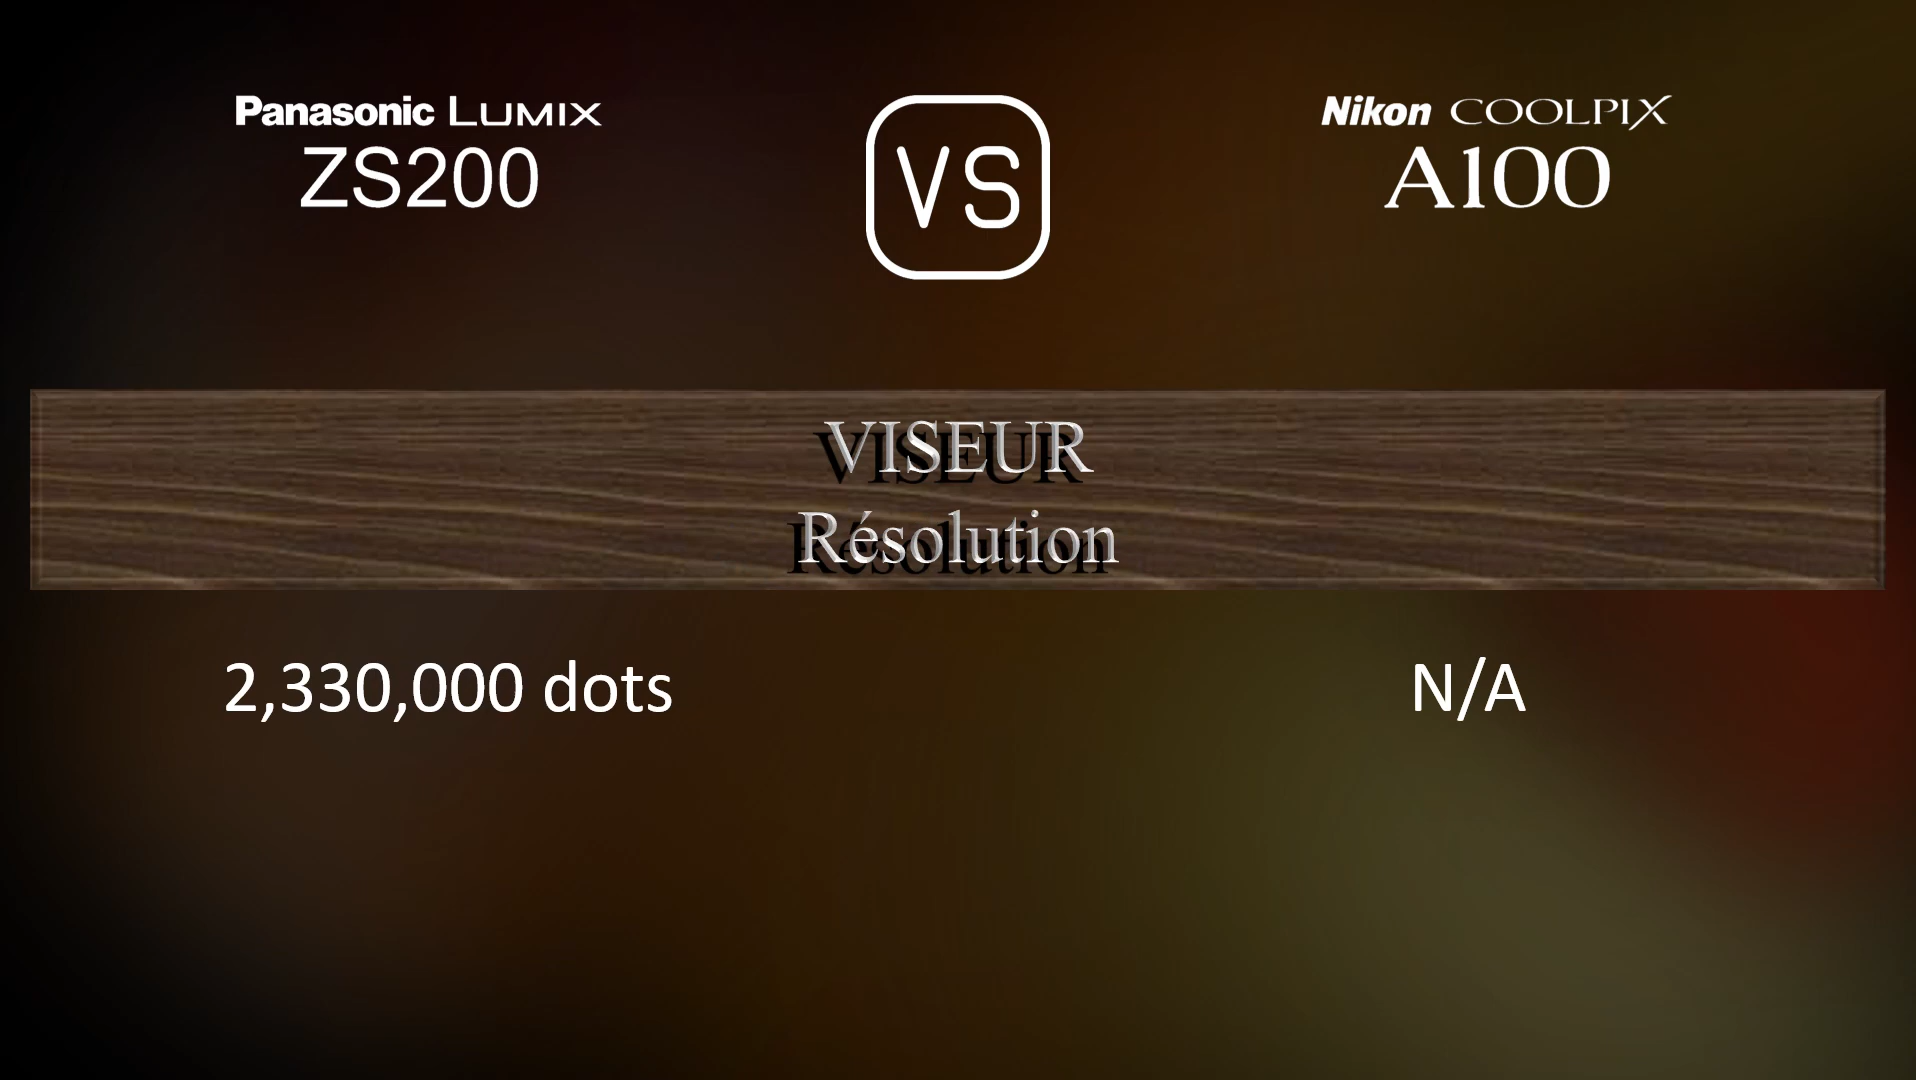 Panasonic LUMIX
ZS200
VS
Nikon COOLPIX
A100
VISEUR
Résolution
2,330,000 dots
N/A